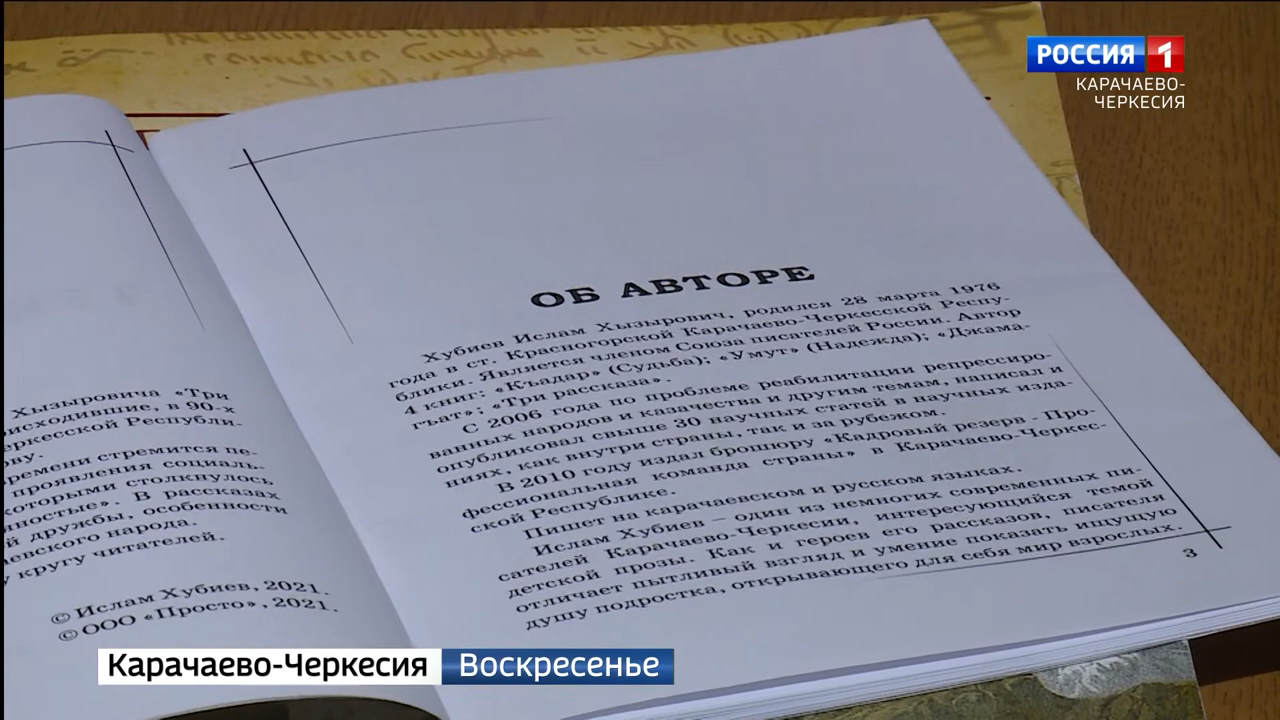 РОССИЯ 1
КАРАЧАЕВО-
ЧЕРКЕСИЯ
Хызыровича «Три
исходившие, в 90-х
еркесской Республи-
ову.
времени стремится пе-
проявления социаль-
которыми столкнулось
ностые». В рассказах
й дружбы, особенности
аевского народа.
у кругу читателей.
© Ислам Хубиев, 2021.
© ООО «Просто», 2021.
ОБ АВТОРЕ
Хубиев Ислам Хызырович, родился 28 марта 1976
года в ст. Красногорской Карачаево-Черкесской Респу-
блики. Является членом Союза писателей России. Автор
4 книг: «Къадар» (Судьба); «Умут» (Надежда); «Джама-
гъат»; «Три рассказа».
С 2006 года по проблеме реабилитации репрессиро-
ванных народов и казачества и другим темам, написал и
опубликовал свыше 30 научных статей в научных изда-
ниях, как внутри страны, так и за рубежом.
В 2010 году издал брошюру «Кадровый резерв - Про-
фессиональная команда страны» в Карачаево-Черкес-
ской Республике.
Пишет на карачаевском и русском языках.
Ислам Хубиев – один из немногих современных пи-
сателей Карачаево-Черкесии, интересующийся темой
детской прозы. Как и героев его рассказов, писателя
отличает пытливый взгляд и умение показать ищущую
душу подростка, открывающего для себя мир взрослых.
3
Карачаево-Черкесия Воскресенье